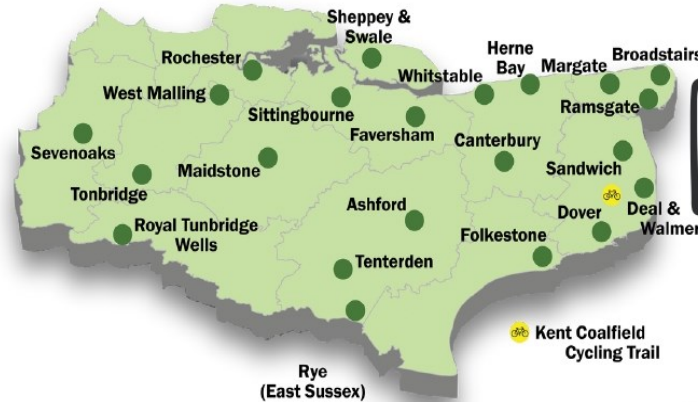 Sheppey &
Swale
Rochester
Herne
Bay
Margate
Broadstairs
Whitstable
West Malling
Ramsgate
Sittingbourne
Faversham
Canterbury
Sevenoaks
Maidstone
Sandwich
Tonbridge
Ashford
Dover
Deal &
Walmer
Royal Tunbridge
Wells
Folkestone
Tenterden
Kent Coalfield
Cycling Trail
Rye
(East Sussex)